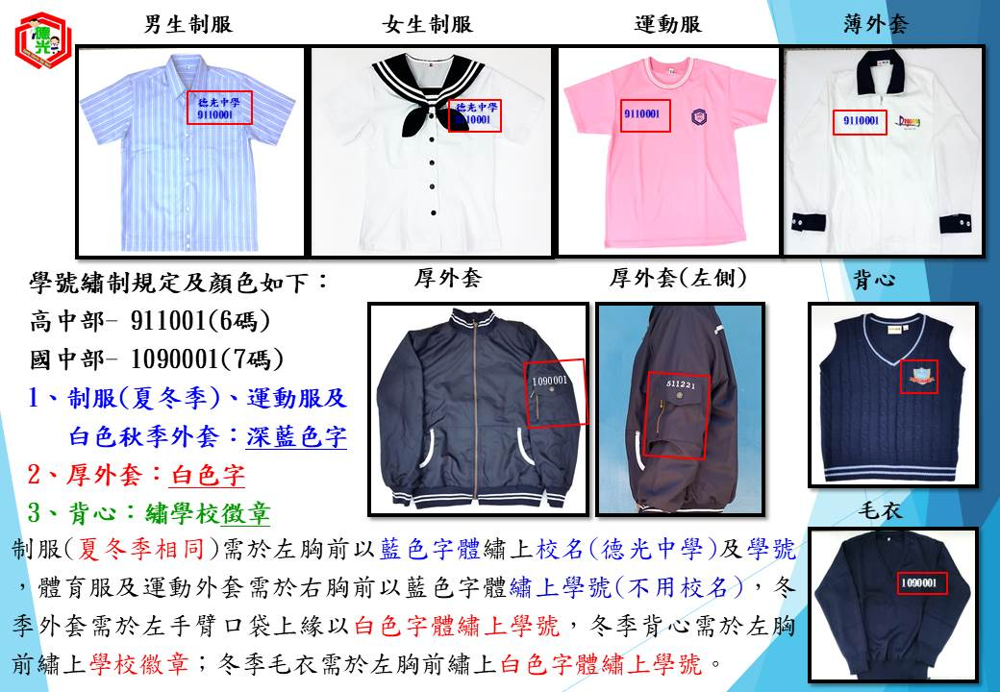 德光
男生制服
女生制服
運動服
薄外套
德光中學
9110001
德光中學
9110001
9110001
9110001
學號繡制規定及顏色如下：
高中部- 911001(6碼)
國中部- 1090001(7碼)
1、制服(夏冬季)、運動服及
白色秋季外套：深藍色字
2、厚外套：白色字
3、背心：繡學校徽章
厚外套
厚外套(左側)
背心
1090001
511221
毛衣
1090001
制服(夏冬季相同)需於左胸前以藍色字體繡上校名(德光中學)及學號
，體育服及運動外套需於右胸前以藍色字體繡上學號(不用校名)，冬
季外套需於左手臂口袋上緣以白色字體繡上學號，冬季背心需於左胸
前繡上學校徽章；冬季毛衣需於左胸前繡上白色字體繡上學號。